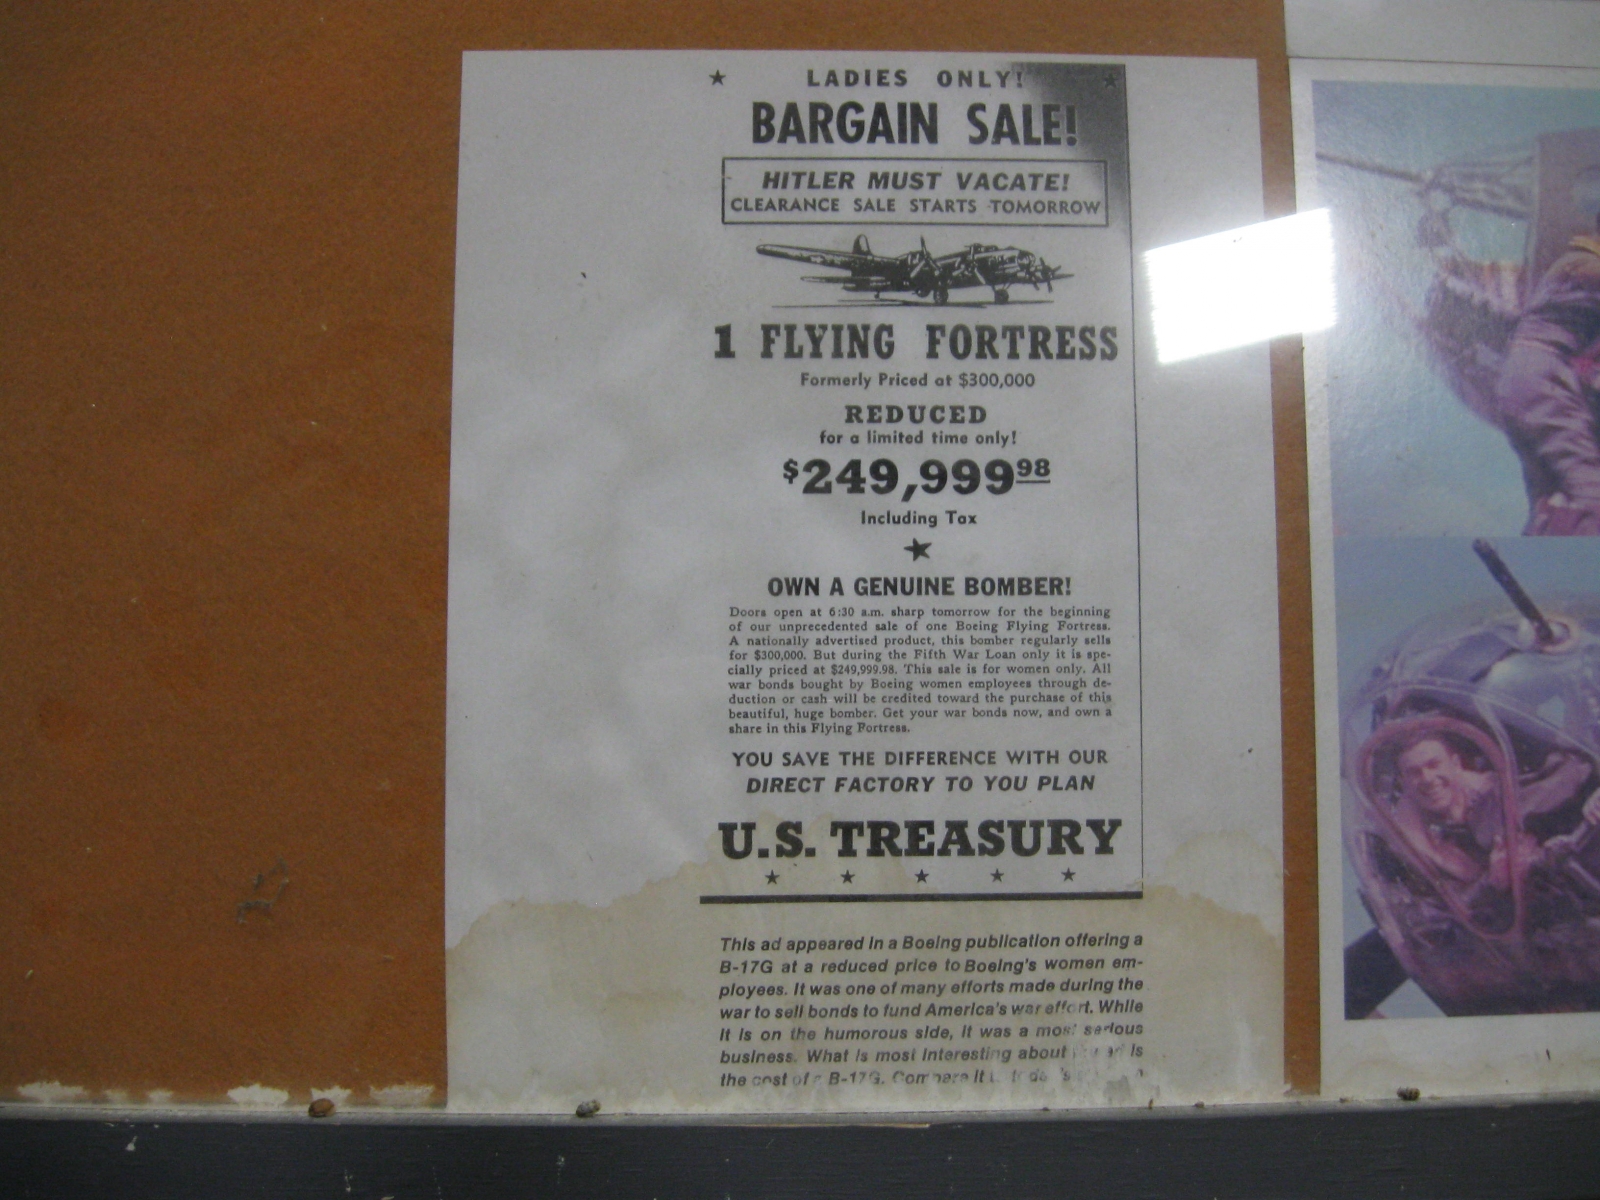 LADIES ONLY!
BARGAIN SALE!
HITLER MUST VACATE!
CLEARANCE SALE STARTS TOMORROW
1 FLYING FORTRESS
Formerly Priced at $300,000
REDUCED
for a limited time only!
$249,999 98
Including Tax
OWN A GENUINE BOMBER!
Doors open at 6:30 a.m. sharp tomorrow for the beginning
of our unprecedented sale of one Boeing Flying Fortress.
A nationally advertised product, this bomber regularly sells
for $300,000. But during the Fifth War Loan only it is spe-
cially priced at $249,999.98. This sale is for women only. All
war bonds bought by Boeing women employees through de-
duction or cash will be credited toward the purchase of this
beautiful, huge bomber. Get your war bonds now, and own a
share in this Flying Fortress.
YOU SAVE THE DIFFERENCE WITH OUR
DIRECT FACTORY TO YOU PLAN
U.S. TREASURY
This ad appeared in a Boeing publication offering a
B-17G at a reduced price to Boeing's women em-
ployees. It was one of many efforts made during the
war to sell bonds to fund America's war effort. While
it is on the humorous side, it was a most serious
business. What is most interesting about is
the cost of B-17G. Compare it